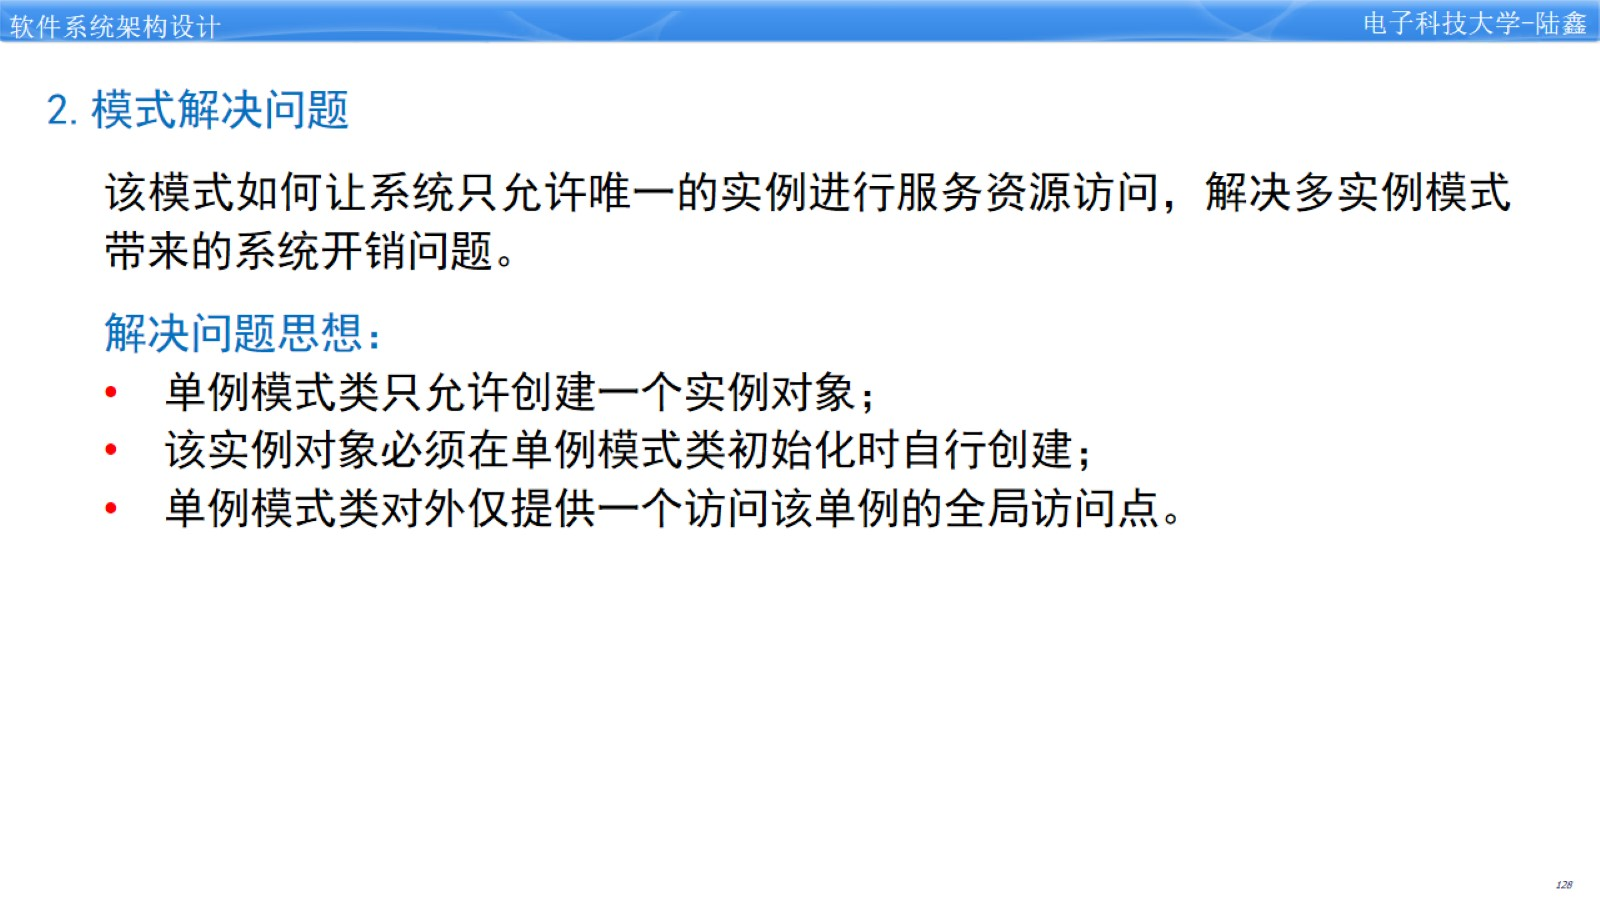 软件系统架构设计
电子科技大学-陆鑫
2.模式解决问题
该模式如何让系统只允许唯一的实例进行服务资源访问，解决多实例模式
带来的系统开销问题。
解决问题思想：
• 单例模式类只允许创建一个实例对象；
• 该实例对象必须在单例模式类初始化时自行创建；
• 单例模式类对外仅提供一个访问该单例的全局访问点。
128